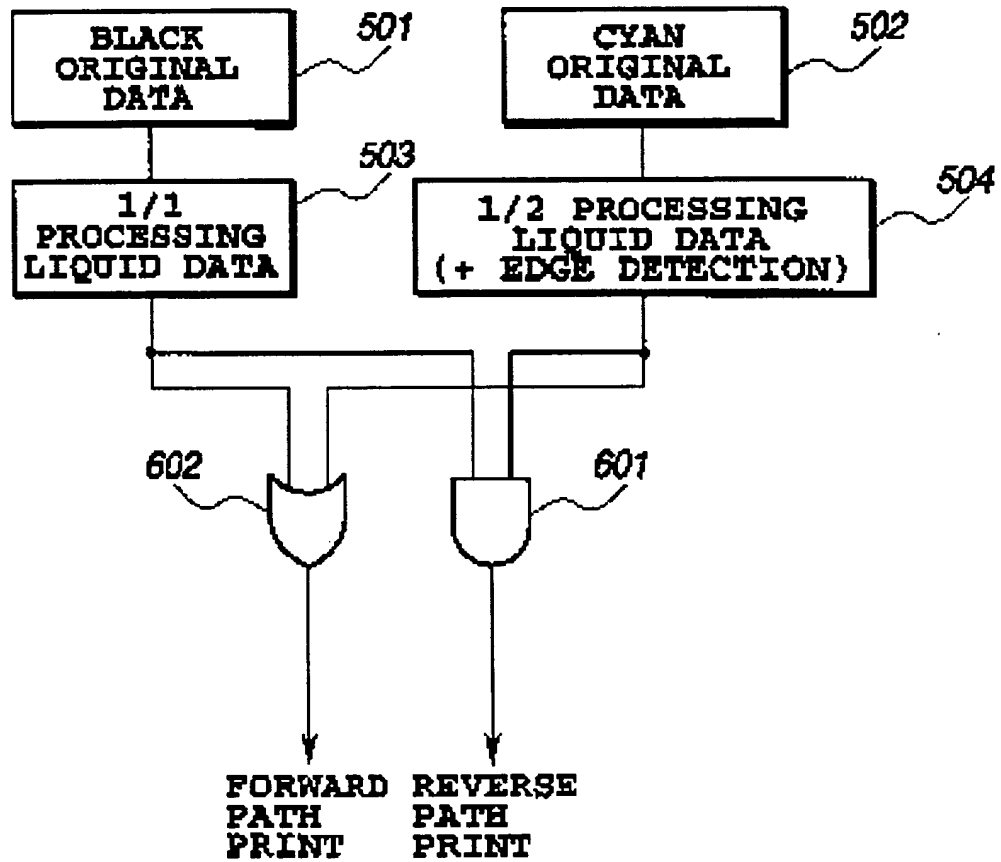 BLACK
ORIGINAL
DATA
501
CYAN
ORIGINAL
DATA
502
1/1
PROCESSING
LIQUID DATA
503
1/2 PROCESSING
LIQUID DATA
(+ EDGE DETECTION)
504
602
601
FORWARD
PATH
PRINT
REVERSE
PATH
PRINT